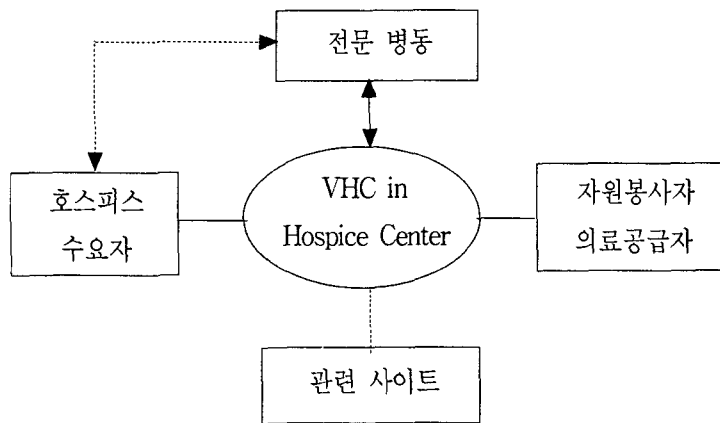 전문 병동
호스피스
수요자
VHC in
Hospice Center
자원봉사자
의료공급자
관련 사이트